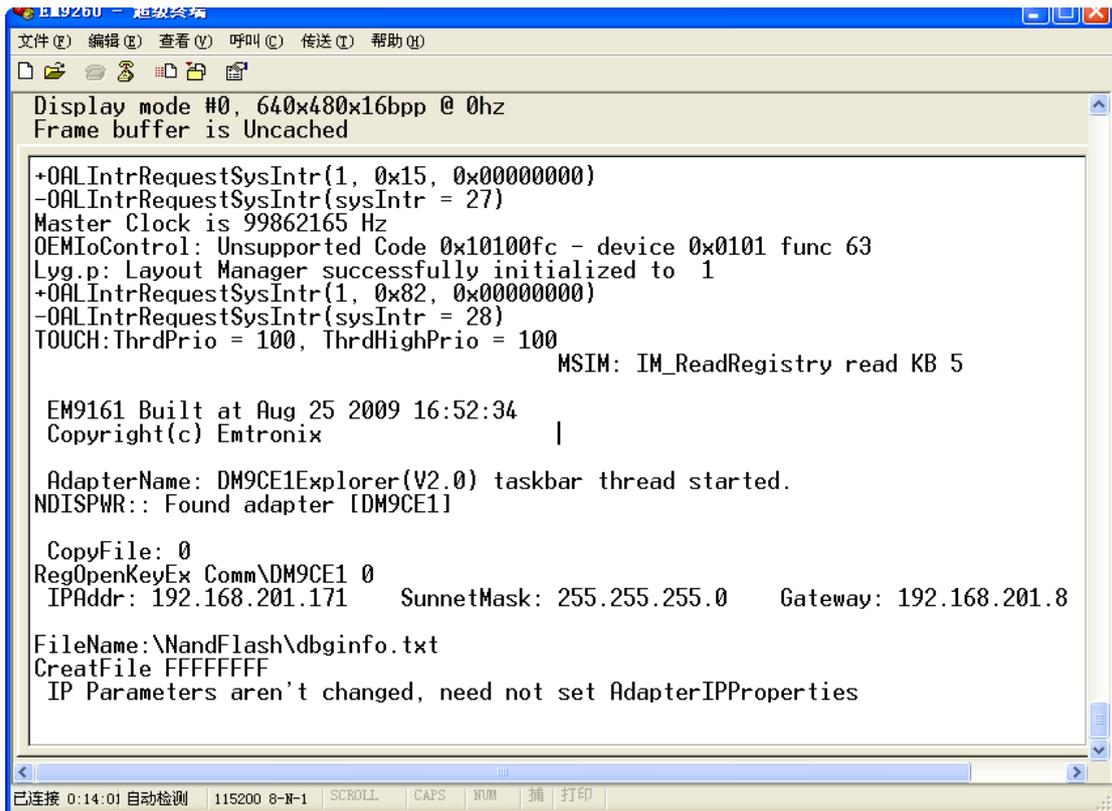 EM9260 - 超级终端
文件(F) 编辑(E) 查看(V) 呼叫(C) 传送(T) 帮助(H)
Display mode #0, 640x480x16bpp @ 0hz
Frame buffer is Uncached
+OALIntrRequestSysIntr(1, 0x15, 0x00000000)
-OALIntrRequestSysIntr(sysIntr = 27)
Master Clock is 99862165 Hz
OEMIoControl: Unsupported Code 0x10100fc - device 0x0101 func 63
Lyg.p: Layout Manager successfully initialized to  1
+OALIntrRequestSysIntr(1, 0x82, 0x00000000)
-OALIntrRequestSysIntr(sysIntr = 28)
TOUCH:ThrdPrio = 100, ThrdHighPrio = 100
MSIM: IM_ReadRegistry read KB 5
EM9161 Built at Aug 25 2009 16:52:34
Copyright(c) Emtronix
AdapterName: DM9CE1Explorer(V2.0) taskbar thread started.
NDISPWR:: Found adapter [DM9CE1]
CopyFile: 0
RegOpenKeyEx Comm\DM9CE1 0
IPAddr: 192.168.201.171    SunnetMask: 255.255.255.0    Gateway: 192.168.201.8
FileName:\NandFlash\dbginfo.txt
CreatFile FFFFFFFF
IP Parameters aren't changed, need not set AdapterIPProperties
已连接 0:14:01 自动检测 115200 8-N-1 SCROLL CAPS NUM 捕 打印